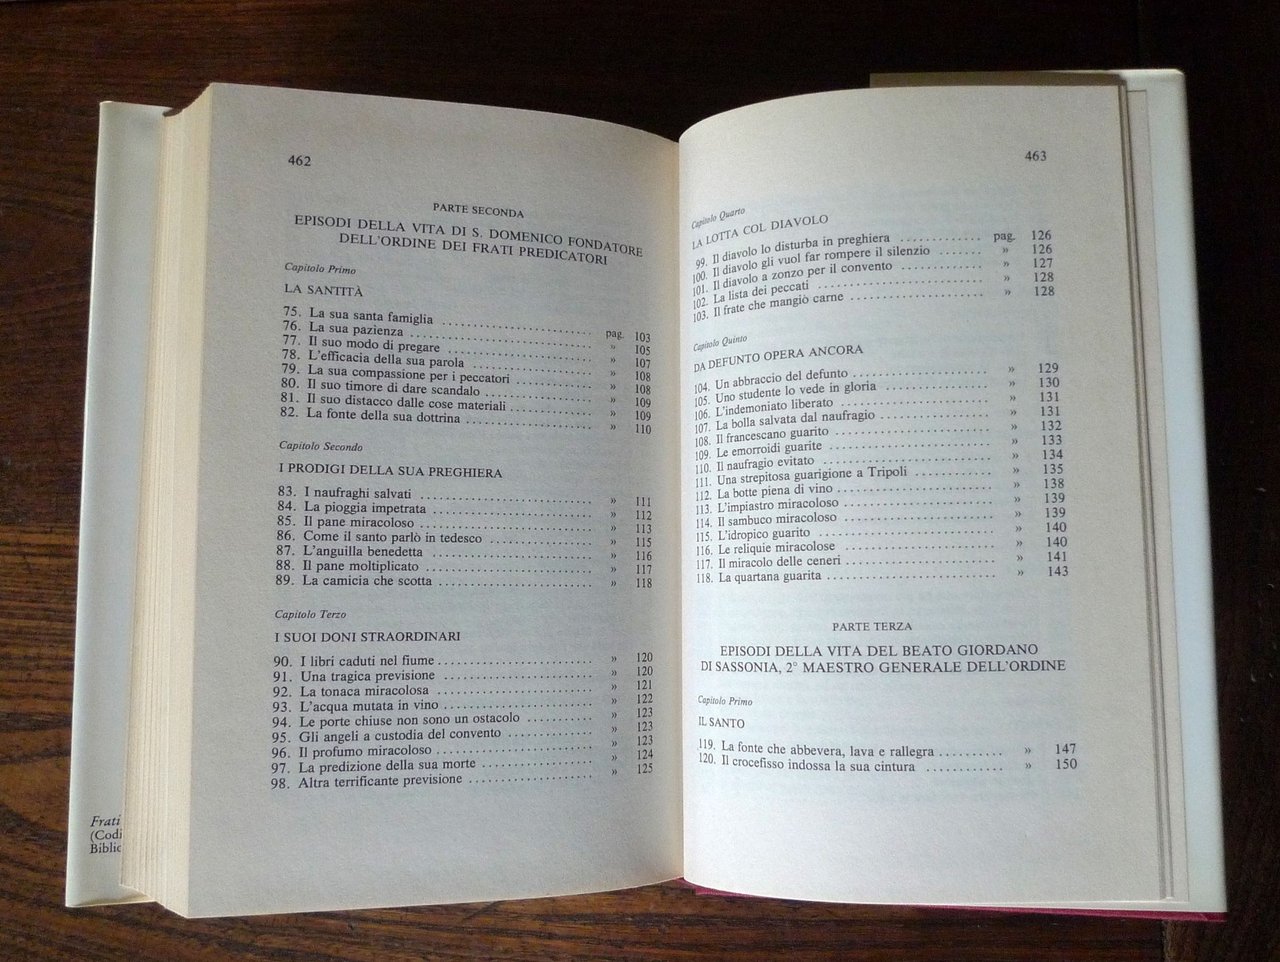 462
PARTE SECONDA
EPISODI DELLA VITA DI S. DOMENICO FONDATORE
DELL'ORDINE DEI FRATI PREDICATORI
Capitolo Primo
LA SANTITÀ
75. La sua santa famiglia .................... pag. 103
76. La sua pazienza .................... » 105
77. Il suo modo di pregare .................... » 107
78. L'efficacia della sua parola .................... » 108
79. La sua compassione per i peccatori .................... » 108
80. Il suo timore di dare scandalo .................... » 109
81. Il suo distacco dalle cose materiali .................... » 109
82. La fonte della sua dottrina .................... » 110
Capitolo Secondo
I PRODIGI DELLA SUA PREGHIERA
83. I naufraghi salvati .................... » 111
84. La pioggia impetrata .................... » 112
85. Il pane miracoloso .................... » 113
86. Come il santo parlò in tedesco .................... » 115
87. L'anguilla benedetta .................... » 116
88. Il pane moltiplicato .................... » 117
89. La camicia che scotta .................... » 118
Capitolo Terzo
I SUOI DONI STRAORDINARI
90. I libri caduti nel fiume .................... » 120
91. Una tragica previsione .................... » 120
92. La tonaca miracolosa .................... » 121
93. L'acqua mutata in vino .................... » 122
94. Le porte chiuse non sono un ostacolo .................... » 123
95. Gli angeli a custodia del convento .................... » 123
96. Il profumo miracoloso .................... » 123
97. La predizione della sua morte .................... » 124
98. Altra terrificante previsione .................... » 125
Frati
(Codi
Biblic
463
Capitolo Quarto
LA LOTTA COL DIAVOLO
99. Il diavolo lo disturba in preghiera ............ pag. 126
100. Il diavolo gli vuol far rompere il silenzio ....... » 126
101. Il diavolo a zonzo per il convento ............ » 127
102. La lista dei peccati .................... » 128
103. Il frate che mangiò carne .................... » 128
Capitolo Quinto
DA DEFUNTO OPERA ANCORA
104. Un abbraccio del defunto .................... » 129
105. Uno studente lo vede in gloria .................... » 130
106. L'indemoniato liberato .................... » 131
107. La bolla salvata dal naufragio .................... » 131
108. Il francescano guarito .................... » 132
109. Le emorroidi guarite .................... » 133
110. Il naufragio evitato .................... » 134
111. Una strepitosa guarigione a Tripoli ............ » 135
112. La botte piena di vino .................... » 138
113. L'impiastro miracoloso .................... » 139
114. Il sambuco miracoloso .................... » 139
115. L'idropico guarito .................... » 140
116. Le reliquie miracolose .................... » 140
117. Il miracolo delle ceneri .................... » 141
118. La quartana guarita .................... » 143
PARTE TERZA
EPISODI DELLA VITA DEL BEATO GIORDANO
DI SASSONIA, 2° MAESTRO GENERALE DELL'ORDINE
Capitolo Primo
IL SANTO
119. La fonte che abbevera, lava e rallegra .......... » 147
120. Il crocefisso indossa la sua cintura ............ » 150